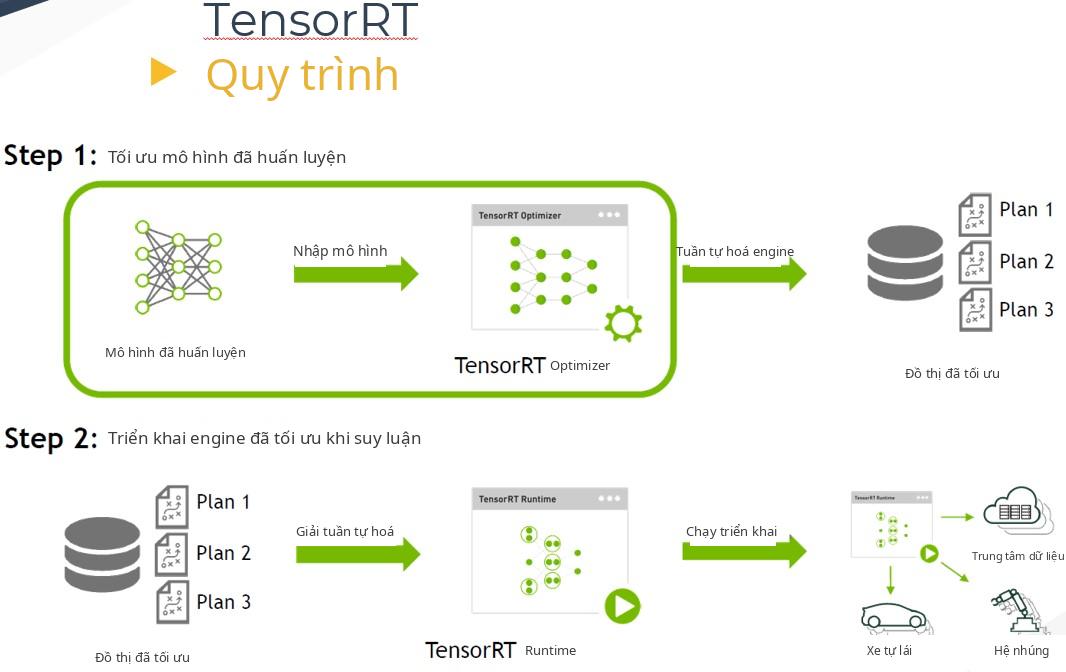 TensorRT
Quy trình
Step 1: Tối ưu mô hình đã huấn luyện
TensorRT Optimizer
Nhập mô hình
Tuần tự hoá engine
Plan 1
Plan 2
Plan 3
Mô hình đã huấn luyện
TensorRT Optimizer
Đồ thị đã tối ưu
Step 2: Triển khai engine đã tối ưu khi suy luận
Plan 1
Plan 2
Plan 3
Giải tuần tự hoá
TensorRT Runtime
Chạy triển khai
TensorRT Runtime
Trung tâm dữ liệu
Đồ thị đã tối ưu
TensorRT Runtime
Xe tự lái
Hệ nhúng